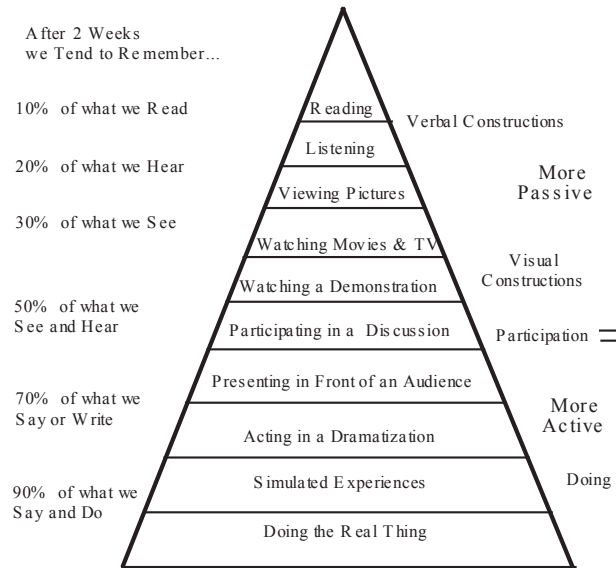 After 2 Weeks
we Tend to Remember...
10% of what we Read
20% of what we Hear
30% of what we See
50% of what we
See and Hear
70% of what we
Say or Write
90% of what we
Say and Do
Reading
Listening
Viewing Pictures
Watching Movies & TV
Watching a Demonstration
Participating in a Discussion
Presenting in Front of an Audience
Acting in a Dramatization
Simulated Experiences
Doing the Real Thing
Verbal Constructions
More
Passive
Visual
Constructions
Participation
More
Active
Doing